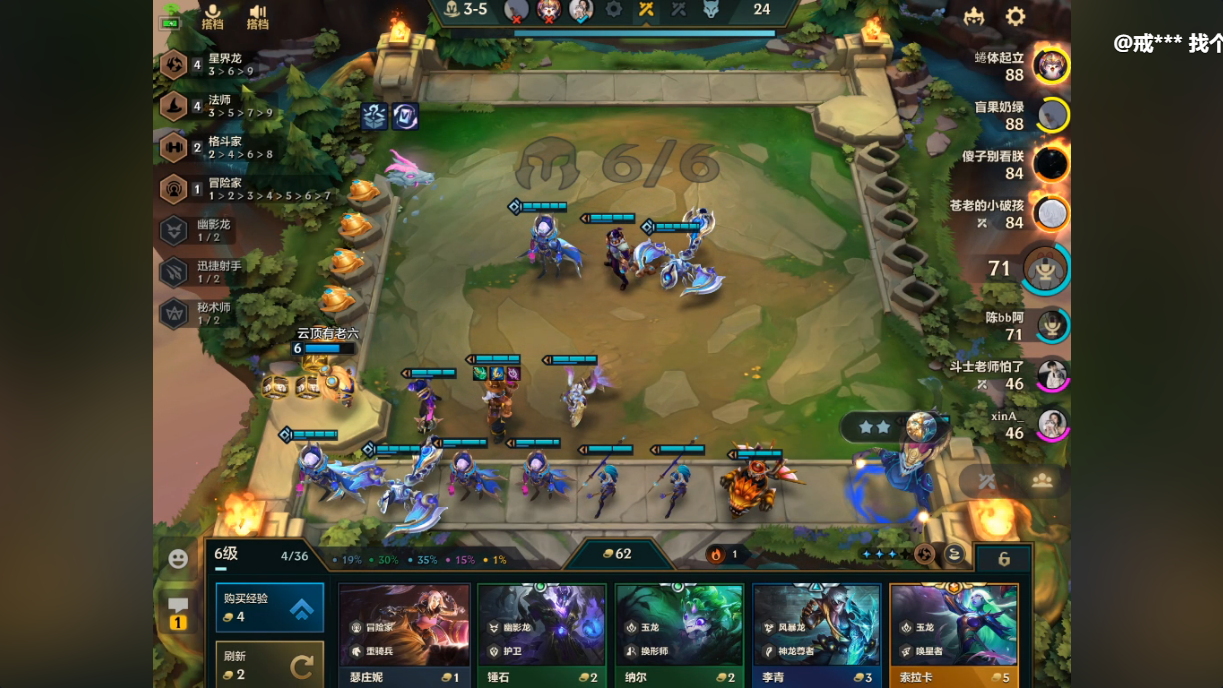 搭档
搭档
3-5
24
@戒*** 找个
4 星界龙
3 > 6 > 9
4 法师
3 > 5 > 7 > 9
2 格斗家
2 > 4 > 6 > 8
1 冒险家
1 > 2 > 3 > 4 > 5 > 6 > 7
幽影龙
1 / 2
迅捷射手
1 / 2
秘术师
1 / 2
6/6
蜷体起立
88
盲果奶绿
88
傻子别看朕
84
苍老的小破孩
84
71
陈bb阿
71
斗士老师怕了
46
xinA_
46
云顶有老六
6
6级
4/36
19%
30%
35%
15%
1%
62
1
6
购买经验
4
刷新
2
1
冒险家
重骑兵
瑟庄妮
1
幽影龙
护卫
锤石
2
玉龙
换形师
纳尔
2
风暴龙
神龙尊者
李青
3
玉龙
唤星者
索拉卡
5